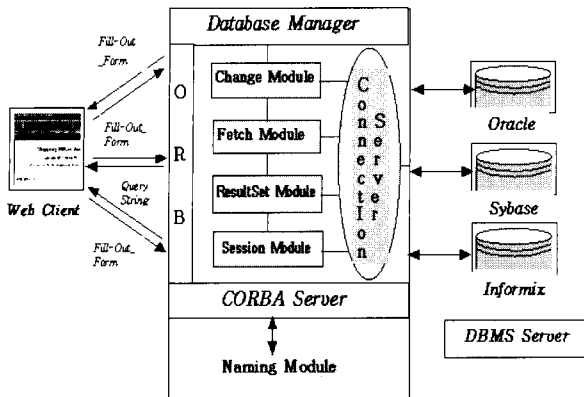 Database Manager
Fill-Out
_Form
Fill-Out_
Form
Query
String
Fill-Out_
Form
Web Client
O
R
B
Change Module
Fetch Module
ResultSet Module
Session Module
Connection
Server
Oracle
Sybase
Informix
CORBA Server
DBMS Server
Naming Module